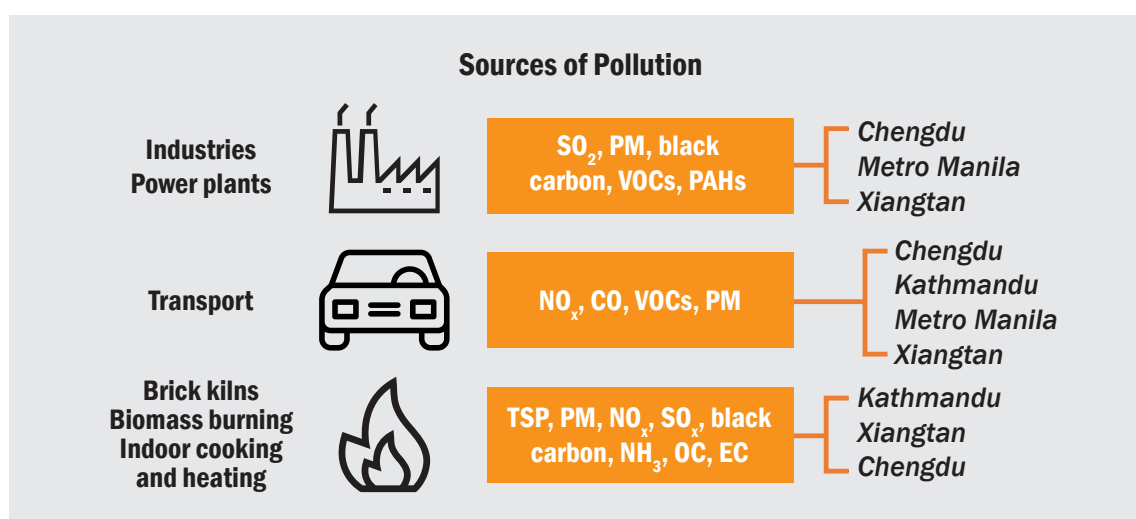 Sources of Pollution
Industries
Power plants
SO₂, PM, black
carbon, VOCs, PAHs
Chengdu
Metro Manila
Xiangtan
Transport
NOₓ, CO, VOCs, PM
Chengdu
Kathmandu
Metro Manila
Xiangtan
Brick kilns
Biomass burning
Indoor cooking
and heating
TSP, PM, NOₓ, SOₓ, black
carbon, NH₃, OC, EC
Kathmandu
Xiangtan
Chengdu